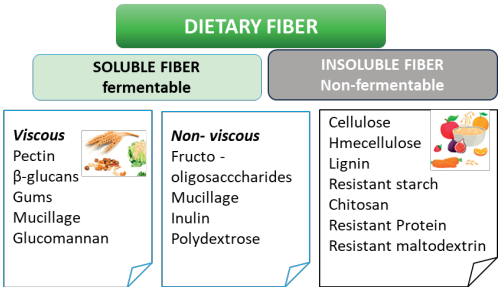 DIETARY FIBER
SOLUBLE FIBER
fermentable
INSOLUBLE FIBER
Non-fermentable
Viscous
Pectin
β-glucans
Gums
Mucillage
Glucomannan
Non- viscous
Fructo -
oligosacccharides
Mucillage
Inulin
Polydextrose
Cellulose
Hmecellulose
Lignin
Resistant starch
Chitosan
Resistant Protein
Resistant maltodextrin